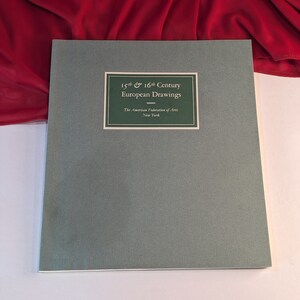 15th & 16th Century
European Drawings
The American Federation of Arts
New York